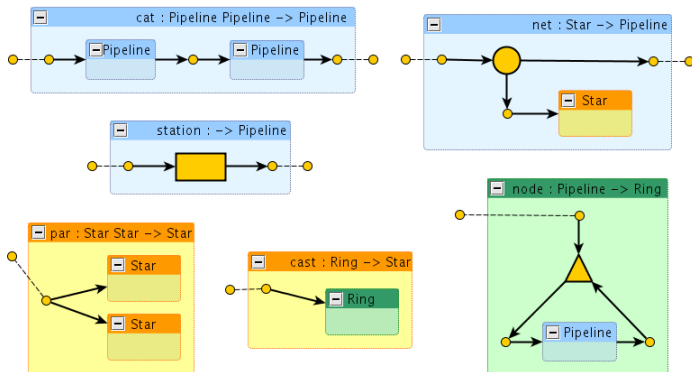 cat : Pipeline Pipeline -> Pipeline
Pipeline
Pipeline
net : Star -> Pipeline
Star
station : -> Pipeline
node : Pipeline -> Ring
Pipeline
par : Star Star -> Star
Star
Star
cast : Ring -> Star
Ring